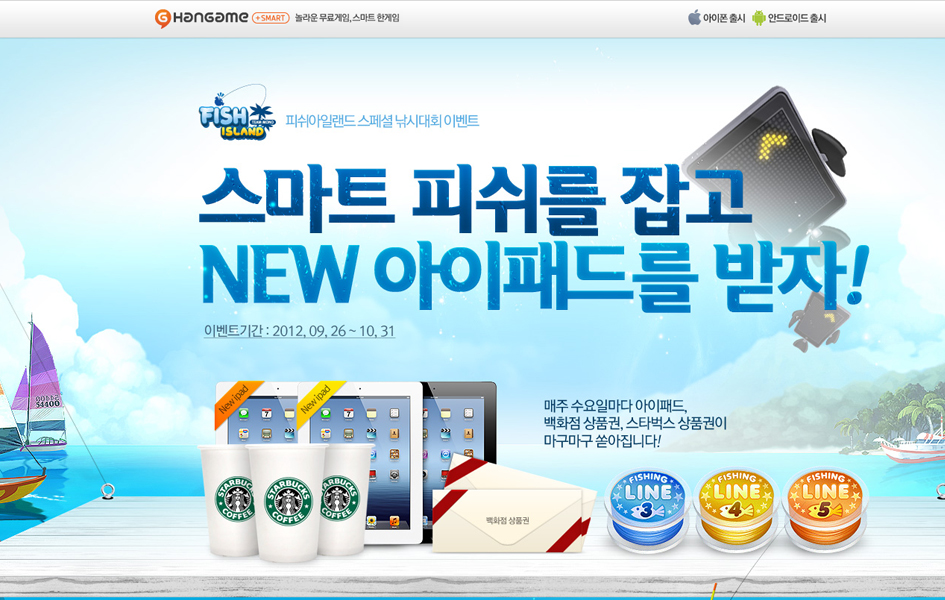 HANGAME +SMART 놀라운 무료게임, 스마트 한게임
아이폰 출시 안드로이드 출시
FISH
ISLAND
피쉬아일랜드 스페셜 낚시대회 이벤트
스마트 피쉬를 잡고
NEW 아이패드를 받자!
이벤트기간 : 2012, 09, 26 ~ 10, 31
New ipad
New ipad
매주 수요일마다 아이패드,
백화점 상품권, 스타벅스 상품권이
마구마구 쏟아집니다!
STARBUCKS
COFFEE
STARBUCKS
COFFEE
STARBUCKS
COFFEE
백화점 상품권
FISHING
LINE
3
FISHING
LINE
4
FISHING
LINE
5